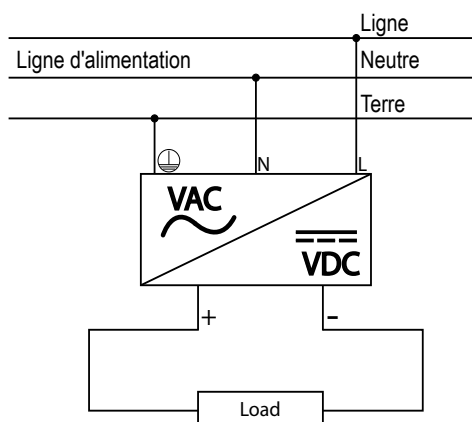 Ligne
Ligne d'alimentation
Neutre
Terre
N
L
VAC
VDC
+
-
Load